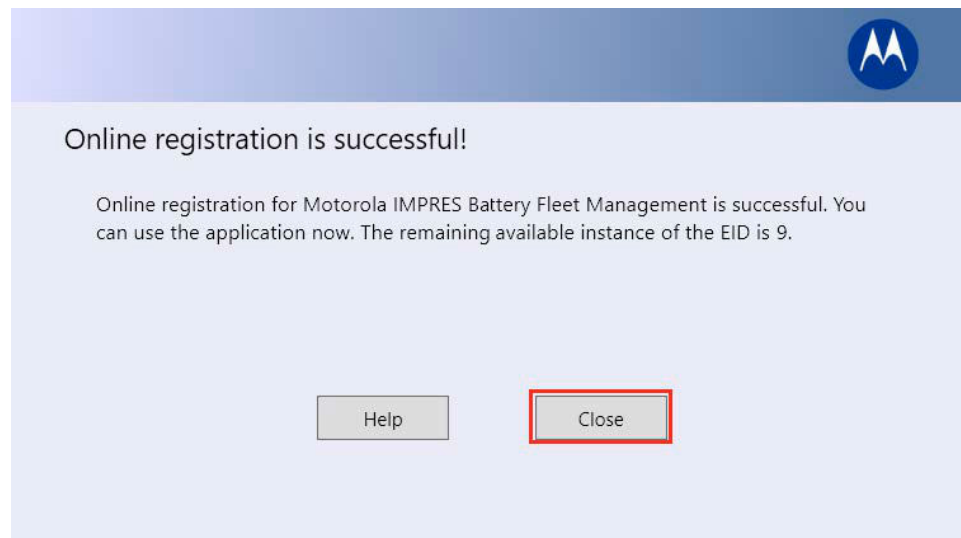 Online registration is successful!
Online registration for Motorola IMPRES Battery Fleet Management is successful. You
can use the application now. The remaining available instance of the EID is 9.
Help
Close